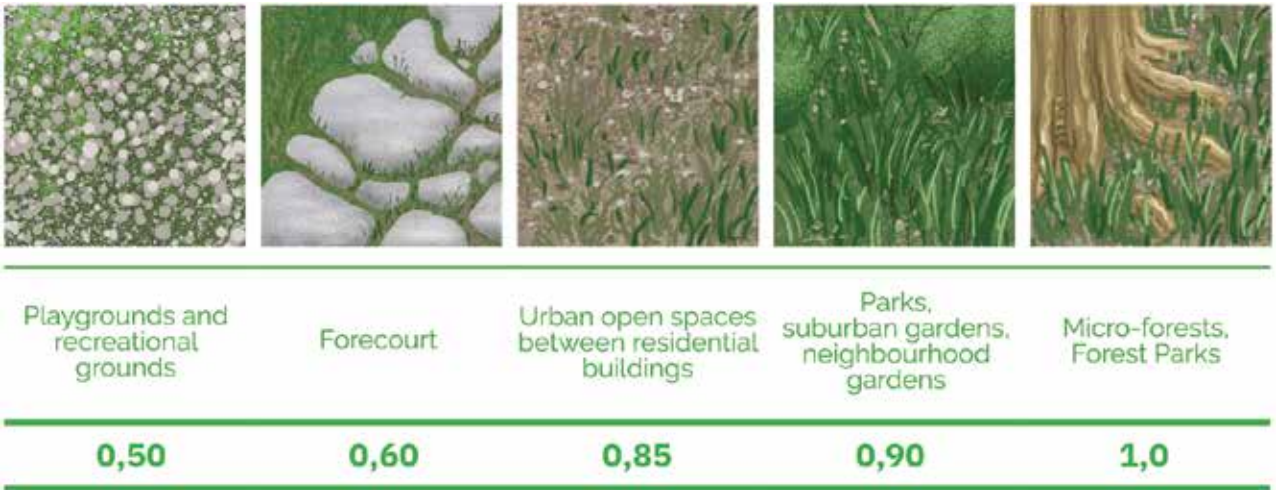 Playgrounds and
recreational
grounds
Forecourt
Urban open spaces
between residential
buildings
Parks,
suburban gardens,
neighbourhood
gardens
Micro-forests,
Forest Parks
0,50
0,60
0,85
0,90
1,0